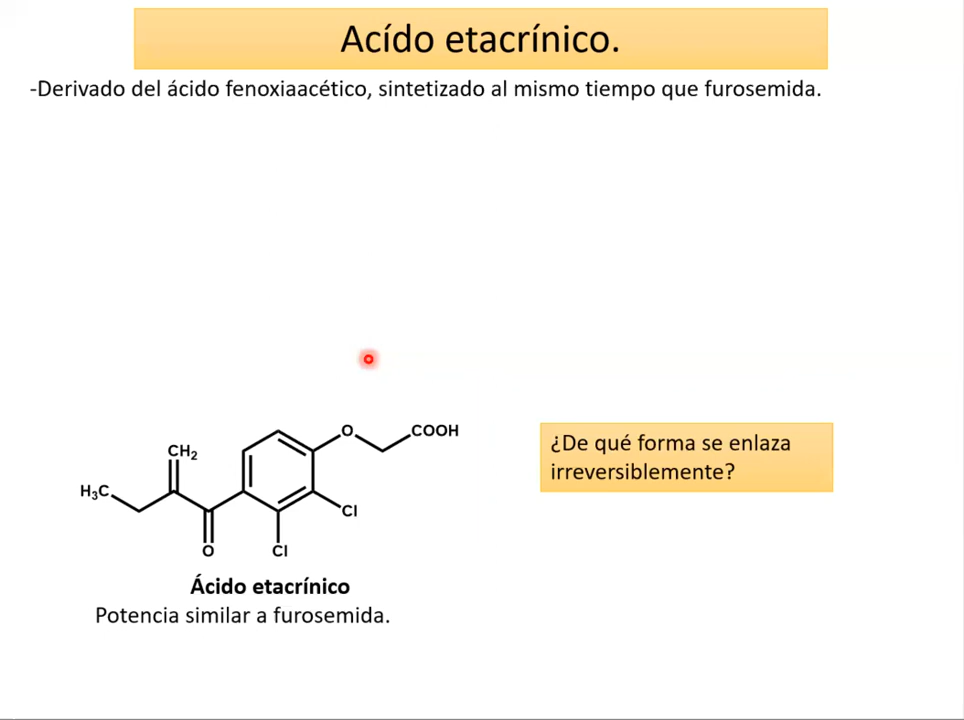 Acído etacrínico.
-Derivado del ácido fenoxiaacético, sintetizado al mismo tiempo que furosemida.
O
COOH
CH₂
H₃C
Cl
O
Cl
¿De qué forma se enlaza
irreversiblemente?
Ácido etacrínico
Potencia similar a furosemida.